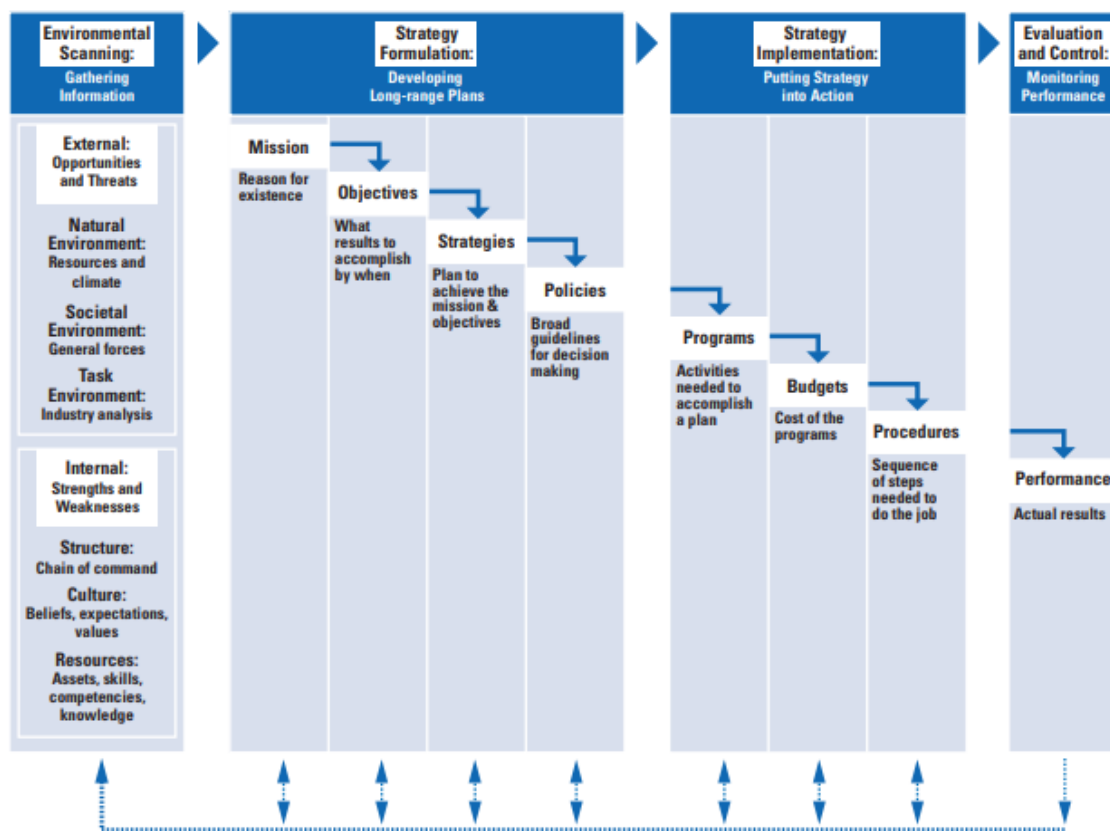 Environmental
Scanning:
Gathering
Information
External:
Opportunities
and Threats
Natural
Environment:
Resources and
climate
Societal
Environment:
General forces
Task
Environment:
Industry analysis
Internal:
Strengths and
Weaknesses
Structure:
Chain of command
Culture:
Beliefs, expectations,
values
Resources:
Assets, skills,
competencies,
knowledge
Strategy
Formulation:
Developing
Long-range Plans
Mission
Reason for
existence
Objectives
What
results to
accomplish
by when
Strategies
Plan to
achieve the
mission &
objectives
Policies
Broad
guidelines
for decision
making
Strategy
Implementation:
Putting Strategy
into Action
Programs
Activities
needed to
accomplish
a plan
Budgets
Cost of the
programs
Procedures
Sequence
of steps
needed to
do the job
Evaluation
and Control:
Monitoring
Performance
Performance
Actual results